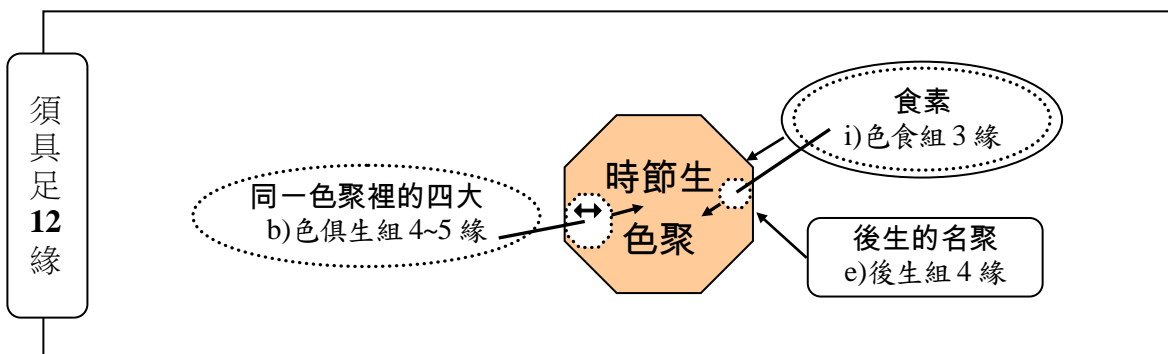 須
具
足
12
緣
同一色聚裡的四大
b)色俱生組 4~5 緣
時節生
色聚
食素
i)色食組 3 緣
後生的名聚
e)後生組 4 緣